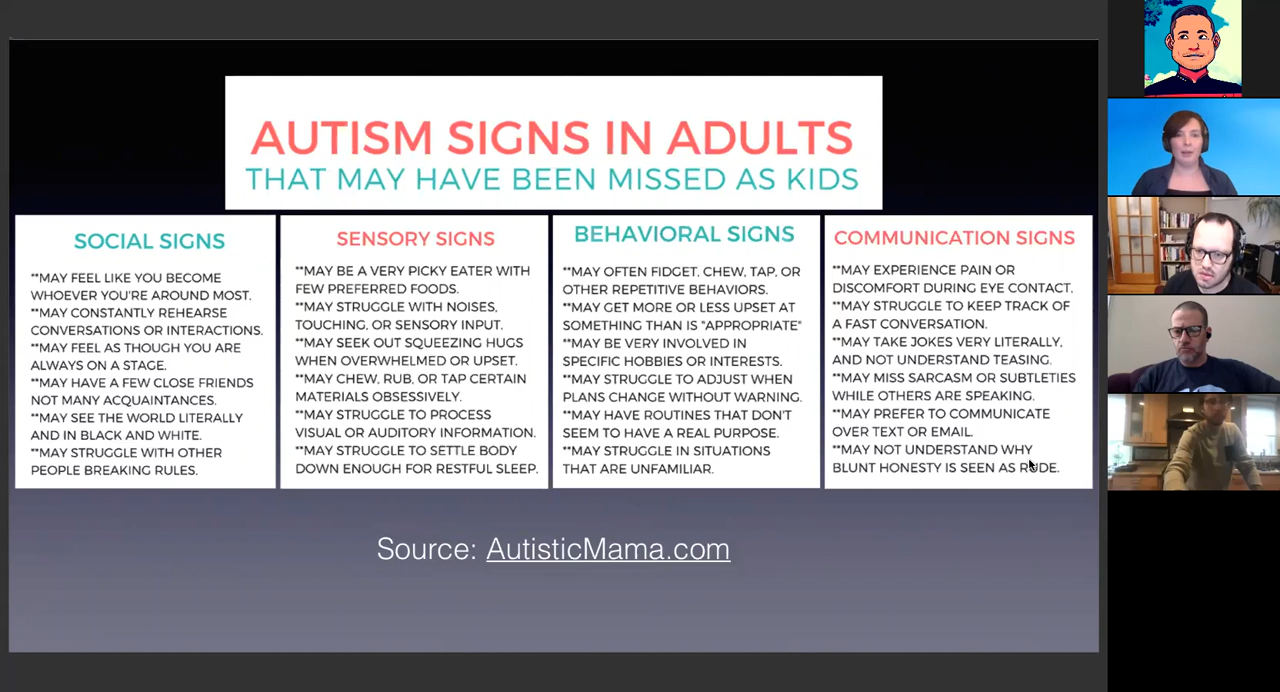 AUTISM SIGNS IN ADULTS
THAT MAY HAVE BEEN MISSED AS KIDS
SOCIAL SIGNS
**MAY FEEL LIKE YOU BECOME
WHOEVER YOU'RE AROUND MOST.
**MAY CONSTANTLY REHEARSE
CONVERSATIONS OR INTERACTIONS.
**MAY FEEL AS THOUGH YOU ARE
ALWAYS ON A STAGE.
**MAY HAVE A FEW CLOSE FRIENDS
NOT MANY ACQUAINTANCES.
**MAY SEE THE WORLD LITERALLY
AND IN BLACK AND WHITE.
**MAY STRUGGLE WITH OTHER
PEOPLE BREAKING RULES.
SENSORY SIGNS
**MAY BE A VERY PICKY EATER WITH
FEW PREFERRED FOODS.
**MAY STRUGGLE WITH NOISES,
TOUCHING, OR SENSORY INPUT.
**MAY SEEK OUT SQUEEZING HUGS
WHEN OVERWHELMED OR UPSET.
**MAY CHEW, RUB, OR TAP CERTAIN
MATERIALS OBSESSIVELY.
**MAY STRUGGLE TO PROCESS
VISUAL OR AUDITORY INFORMATION.
**MAY STRUGGLE TO SETTLE BODY
DOWN ENOUGH FOR RESTFUL SLEEP.
BEHAVIORAL SIGNS
**MAY OFTEN FIDGET, CHEW, TAP, OR
OTHER REPETITIVE BEHAVIORS.
**MAY GET MORE OR LESS UPSET AT
SOMETHING THAN IS "APPROPRIATE"
**MAY BE VERY INVOLVED IN
SPECIFIC HOBBIES OR INTERESTS.
**MAY STRUGGLE TO ADJUST WHEN
PLANS CHANGE WITHOUT WARNING.
**MAY HAVE ROUTINES THAT DON'T
SEEM TO HAVE A REAL PURPOSE.
**MAY STRUGGLE IN SITUATIONS
THAT ARE UNFAMILIAR.
COMMUNICATION SIGNS
**MAY EXPERIENCE PAIN OR
DISCOMFORT DURING EYE CONTACT.
**MAY STRUGGLE TO KEEP TRACK OF
A FAST CONVERSATION.
**MAY TAKE JOKES VERY LITERALLY,
AND NOT UNDERSTAND TEASING.
**MAY MISS SARCASM OR SUBTLETIES
WHILE OTHERS ARE SPEAKING.
**MAY PREFER TO COMMUNICATE
OVER TEXT OR EMAIL.
**MAY NOT UNDERSTAND WHY
BLUNT HONESTY IS SEEN AS RUDE.
Source: AutisticMama.com